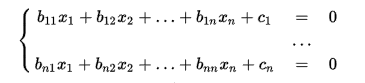 b₁₁x₁ + b₁₂x₂ + … + b₁ₙxₙ + c₁ = 0
…
bₙ₁x₁ + bₙ₂x₂ + … + bₙₙxₙ + cₙ = 0